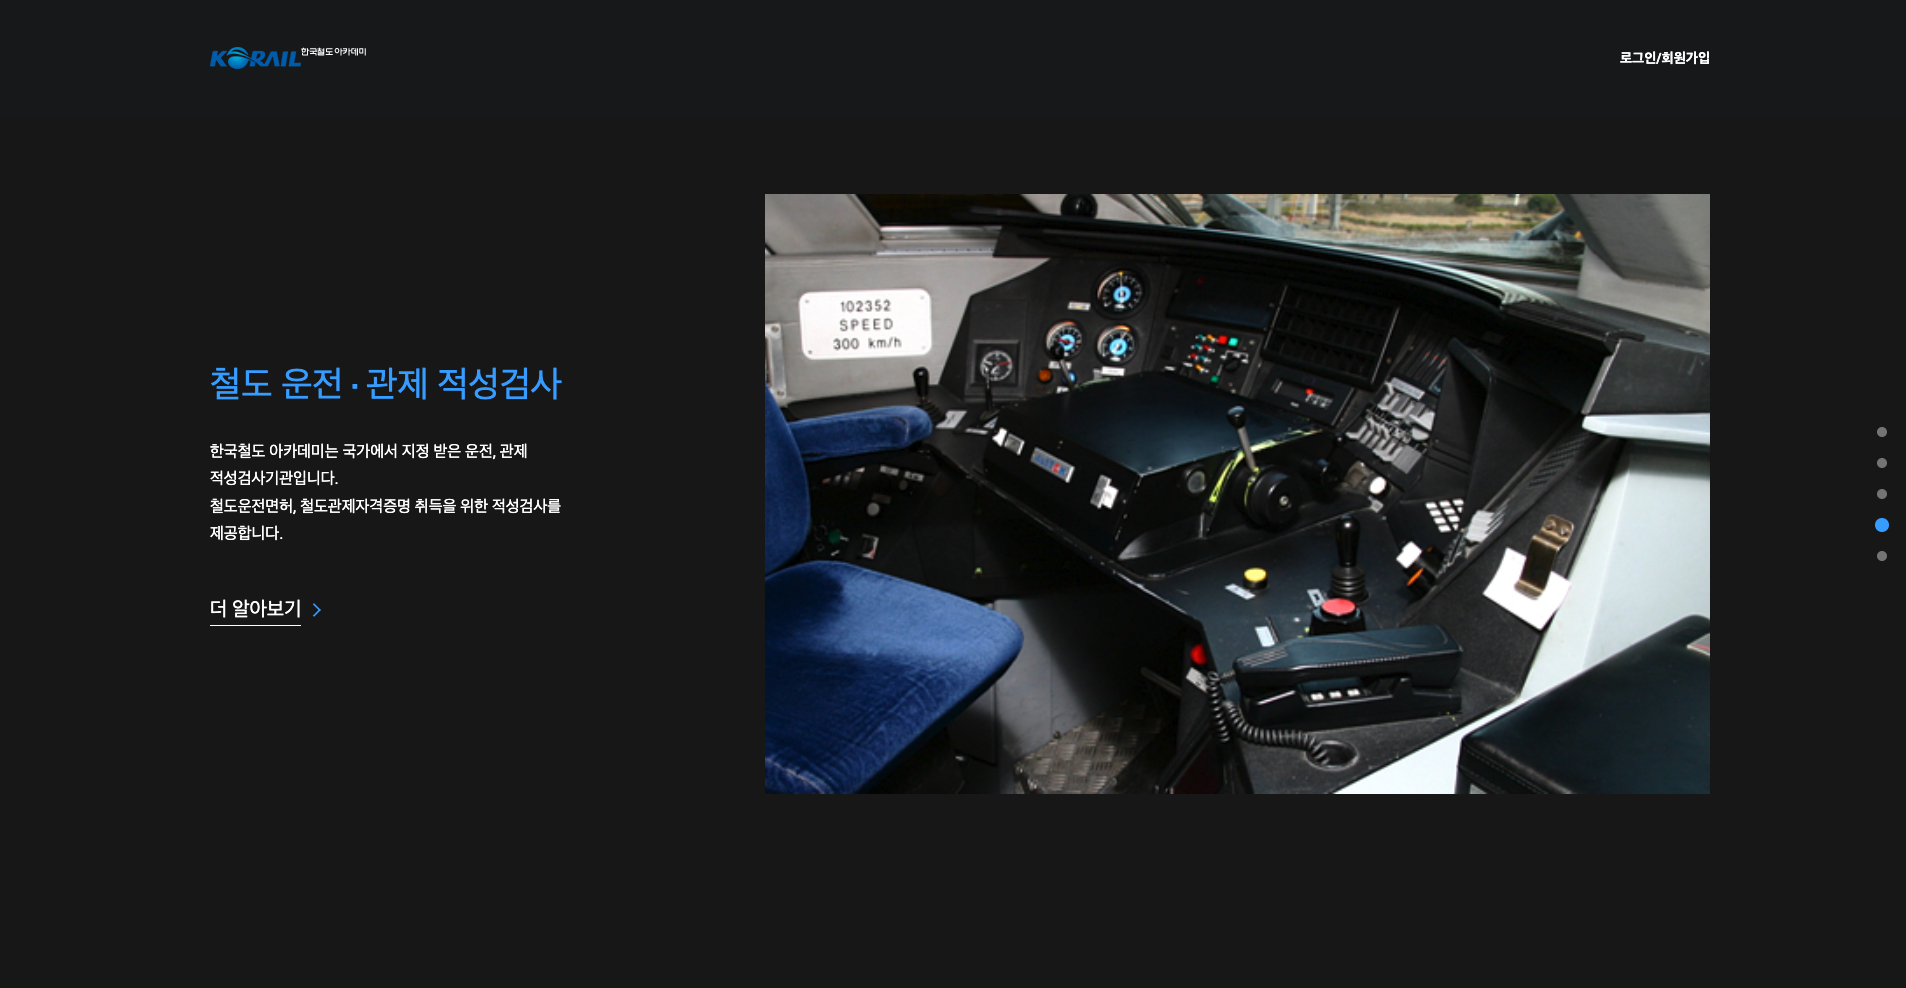 KORAIL 한국철도 아카데미
로그인/회원가입
102352
SPEED
300 km/h
철도 운전 · 관제 적성검사
한국철도 아카데미는 국가에서 지정 받은 운전, 관제
적성검사기관입니다.
철도운전면허, 철도관제자격증명 취득을 위한 적성검사를
제공합니다.
더 알아보기